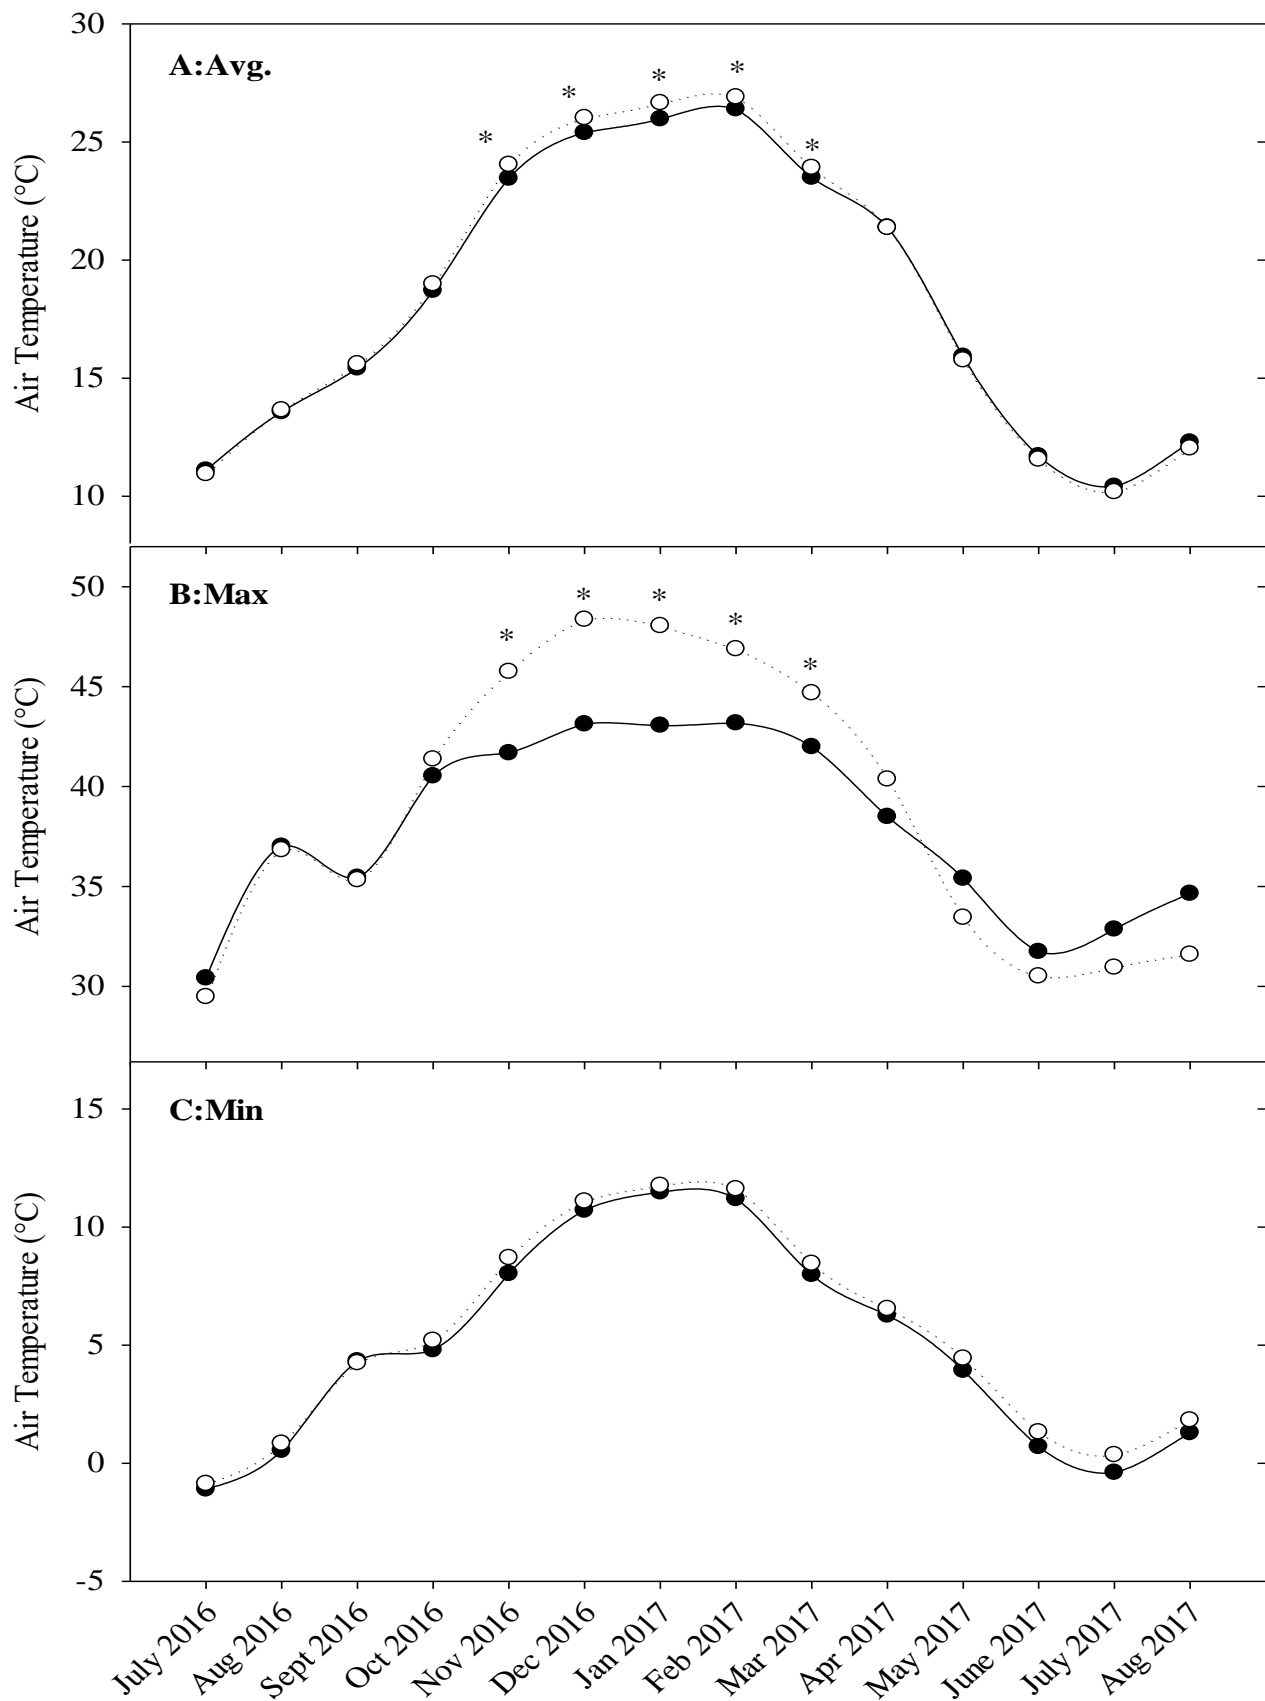 30
A:Avg.
* * * * *
25
20
15
10
Air Temperature (°C)
50
B:Max
* * * * *
45
40
35
30
Air Temperature (°C)
15
C:Min
10
5
0
-5
Air Temperature (°C)
July 2016
Aug 2016
Sept 2016
Oct 2016
Nov 2016
Dec 2016
Jan 2017
Feb 2017
Mar 2017
Apr 2017
May 2017
June 2017
July 2017
Aug 2017